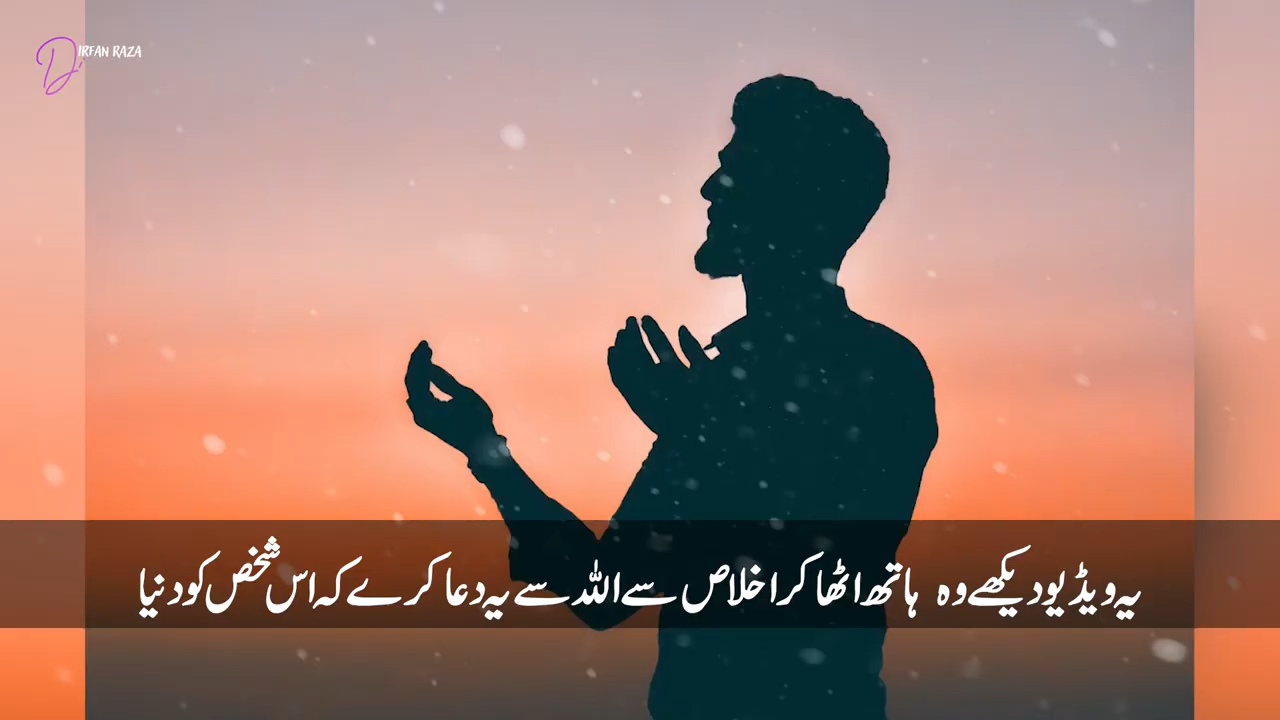 D, IRFAN RAZA
یہ ویڈیو دیکھے وہ ہاتھ اٹھا کر اخلاص سے اللہ سے یہ دعا کرے کہ اس شخص کو دنیا